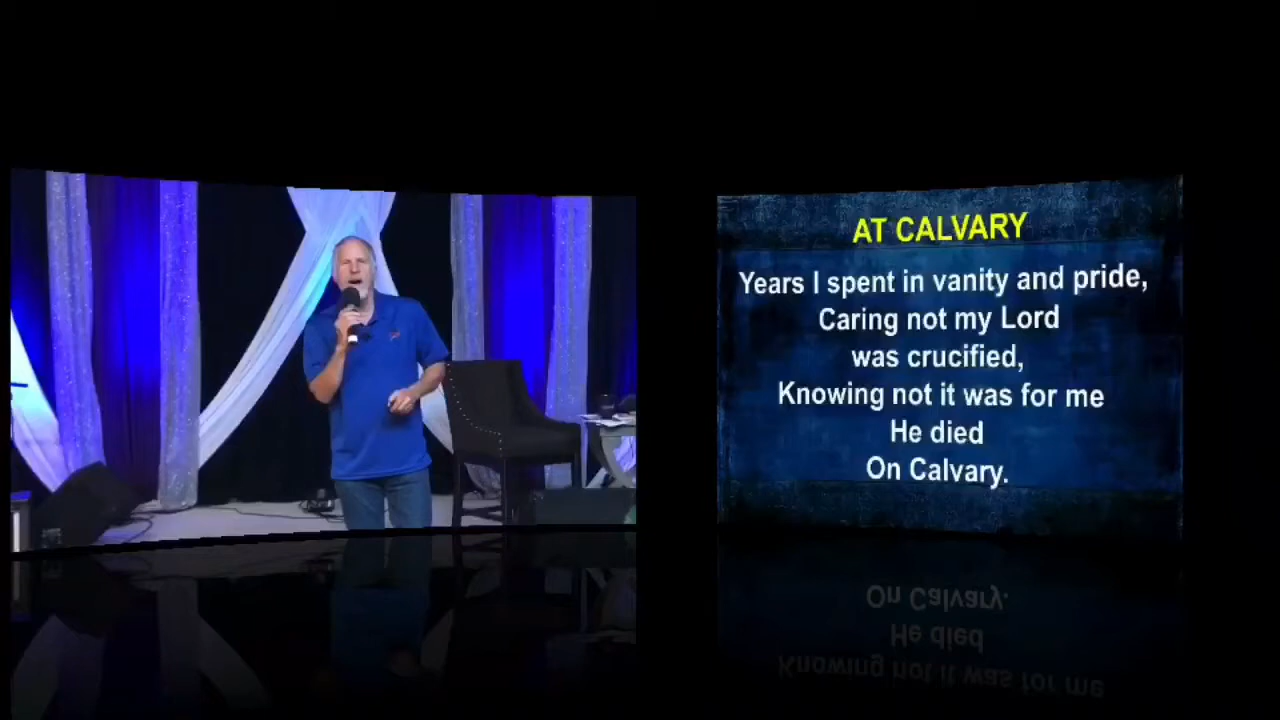 AT CALVARY
Years I spent in vanity and pride,
Caring not my Lord
was crucified,
Knowing not it was for me
He died
On Calvary.